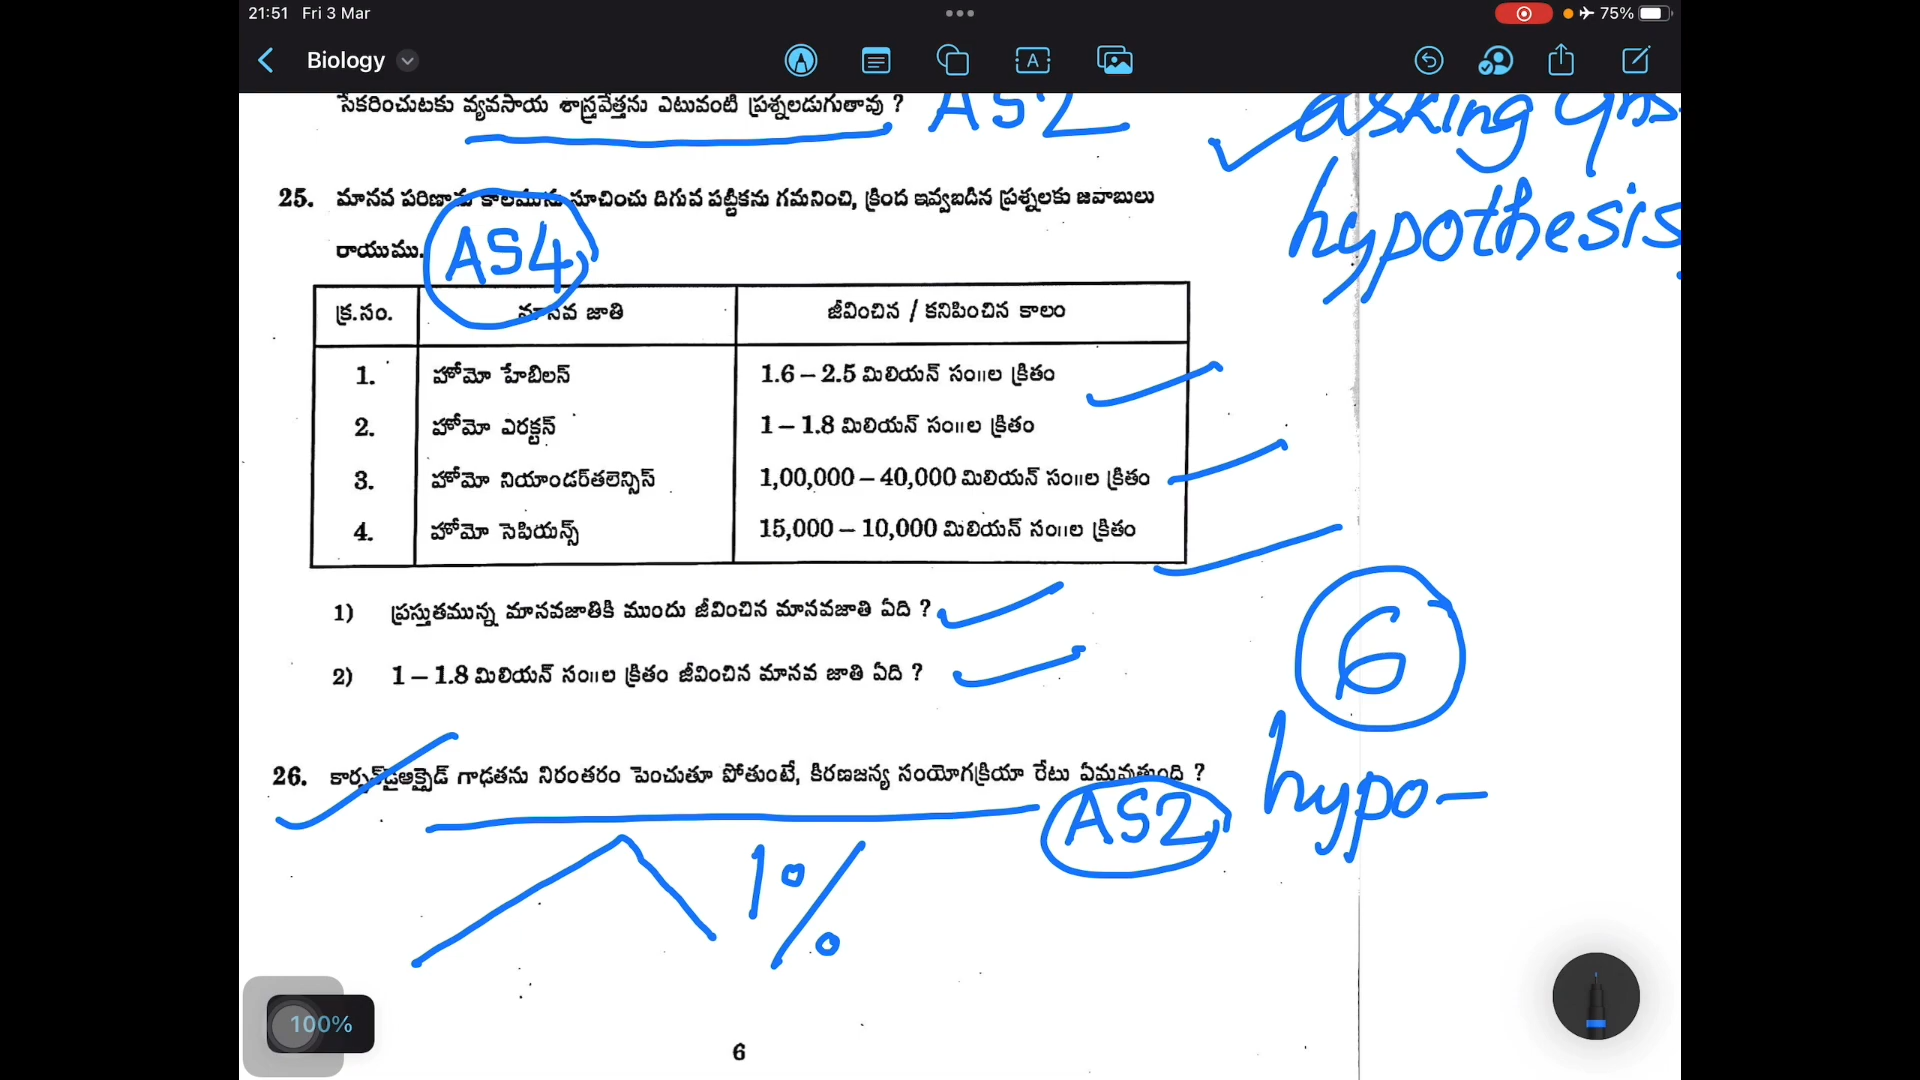 21:51 Fri 3 Mar
75%
Biology
సేకరించుటకు వ్యవసాయ శాస్త్రవేత్తను ఎటువంటి ప్రశ్నలడుగుతావు ? AS2
asking
hypothesis
25. మానవ పరిణామ కాలమును సూచించు దిగువ పట్టికను గమనించి, క్రింద ఇవ్వబడిన ప్రశ్నలకు జవాబులు
రాయుము. AS4
క్ర.సం. మానవ జాతి జీవించిన / కనిపించిన కాలం
1. హోమో హేబిలస్ 1.6 – 2.5 మిలియన్ సం॥ల క్రితం
2. హోమో ఎరక్టస్ 1 – 1.8 మిలియన్ సం॥ల క్రితం
3. హోమో నియాండర్‌తలెన్సిస్ 1,00,000 – 40,000 మిలియన్ సం॥ల క్రితం
4. హోమో సెపియన్స్ 15,000 – 10,000 మిలియన్ సం॥ల క్రితం
1) ప్రస్తుతమున్న మానవజాతికి ముందు జీవించిన మానవజాతి ఏది ?
2) 1 – 1.8 మిలియన్ సం॥ల క్రితం జీవించిన మానవ జాతి ఏది ?
6
hypo-
26. కార్బన్‌డైఆక్సైడ్ గాఢతను నిరంతరం పెంచుతూ పోతుంటే, కిరణజన్య సంయోగక్రియా రేటు ఏమవుతుంది ?
AS2
1%
100%
6